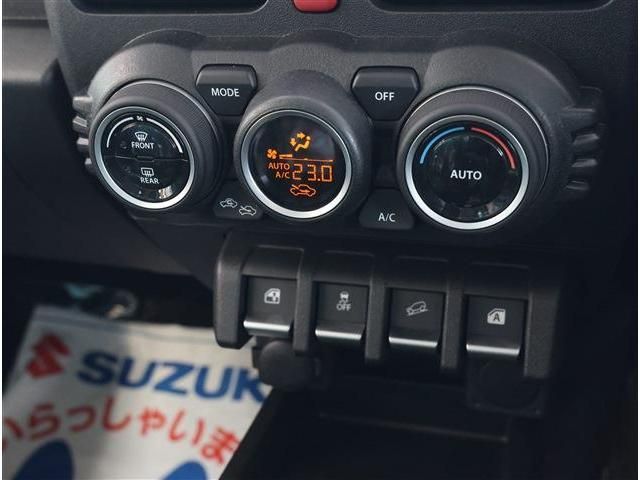 MODE
OFF
FRONT
REAR
AUTO
A/C 23.0
AUTO
A/C
OFF
A
SUZUK
いらっしゃいま